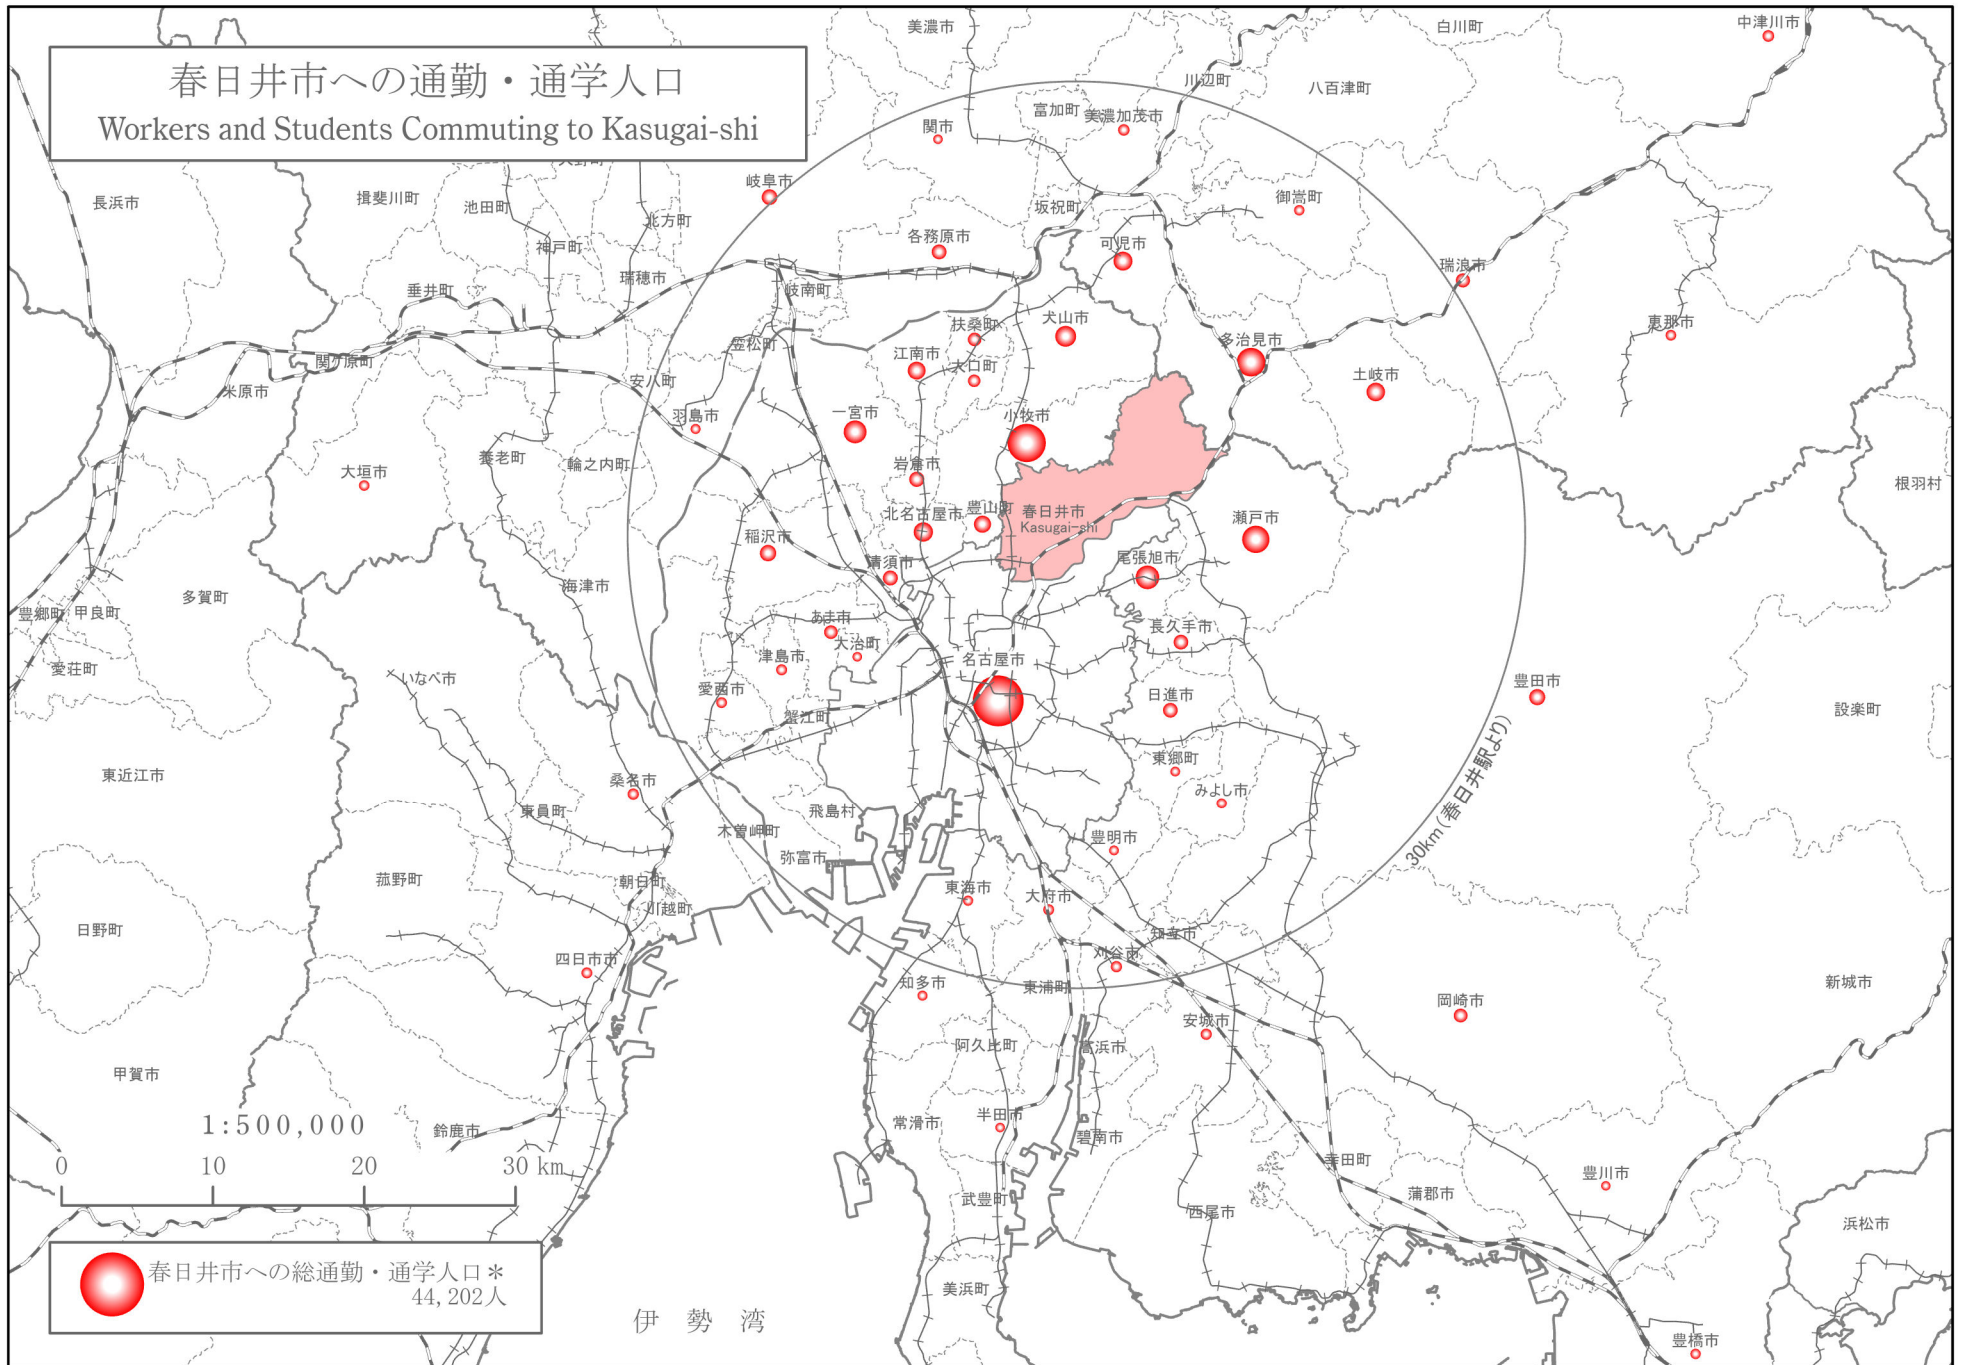 春日井市への通勤・通学人口
Workers and Students Commuting to Kasugai-shi
美濃市
白川町
中津川市
川辺町
八百津町
富加町
美濃加茂市
関市
長浜市
揖斐川町
池田町
岐阜市
北方町
坂祝町
御嵩町
神戸町
各務原市
可児市
瑞穂市
瑞浪市
垂井町
岐南町
扶桑町
犬山市
恵那市
関ケ原町
笠松町
江南市
大口町
多治見市
土岐市
米原市
安八町
羽島市
一宮市
小牧市
大垣市
養老町
輪之内町
岩倉市
根羽村
北名古屋市
豊山町
春日井市
Kasugai-shi
瀬戸市
稲沢市
清須市
尾張旭市
海津市
多賀町
豊郷町
甲良町
あま市
大治町
長久手市
愛荘町
いなべ市
津島市
名古屋市
愛西市
蟹江町
日進市
豊田市
設楽町
東近江市
桑名市
東員町
飛島村
木曽岬町
東郷町
みよし市
30km(春日井駅より)
弥富市
豊明市
菰野町
朝日町
川越町
東海市
大府市
日野町
四日市市
知立市
刈谷市
知多市
東浦町
新城市
岡崎市
安城市
阿久比町
高浜市
甲賀市
鈴鹿市
常滑市
半田市
碧南市
幸田町
豊川市
蒲郡市
武豊町
西尾市
浜松市
美浜町
豊橋市
伊勢湾
1:500,000
0 10 20 30 km
春日井市への総通勤・通学人口＊
44,202人